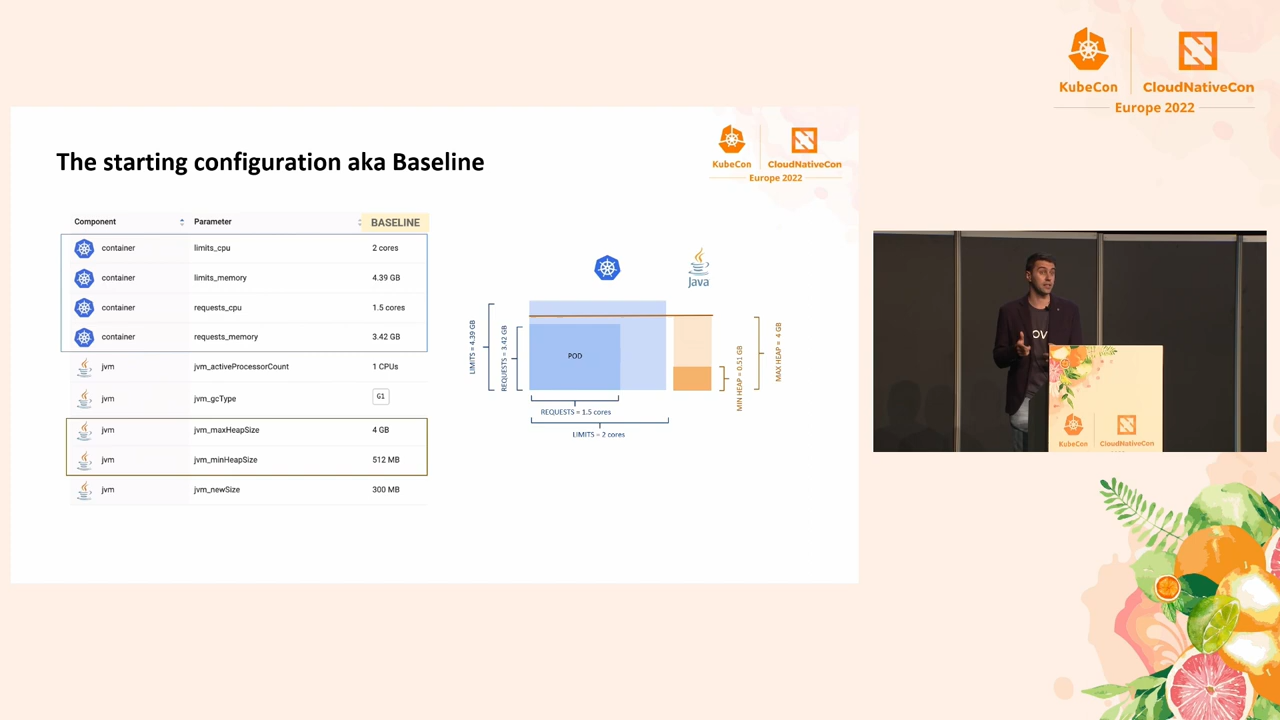 KubeCon
CloudNativeCon
Europe 2022
The starting configuration aka Baseline
KubeCon
CloudNativeCon
Europe 2022
Component Parameter BASELINE
container limits_cpu 2 cores
container limits_memory 4.39 GB
container requests_cpu 1.5 cores
container requests_memory 3.42 GB
jvm jvm_activeProcessorCount 1 CPUs
jvm jvm_gcType G1
jvm jvm_maxHeapSize 4 GB
jvm jvm_minHeapSize 512 MB
jvm jvm_newSize 300 MB
Java
LIMITS = 4.39 GB
REQUESTS = 3.42 GB
POD
MIN HEAP = 0.51 GB
MAX HEAP = 4 GB
REQUESTS = 1.5 cores
LIMITS = 2 cores
OV
KubeCon
CloudNativeCon